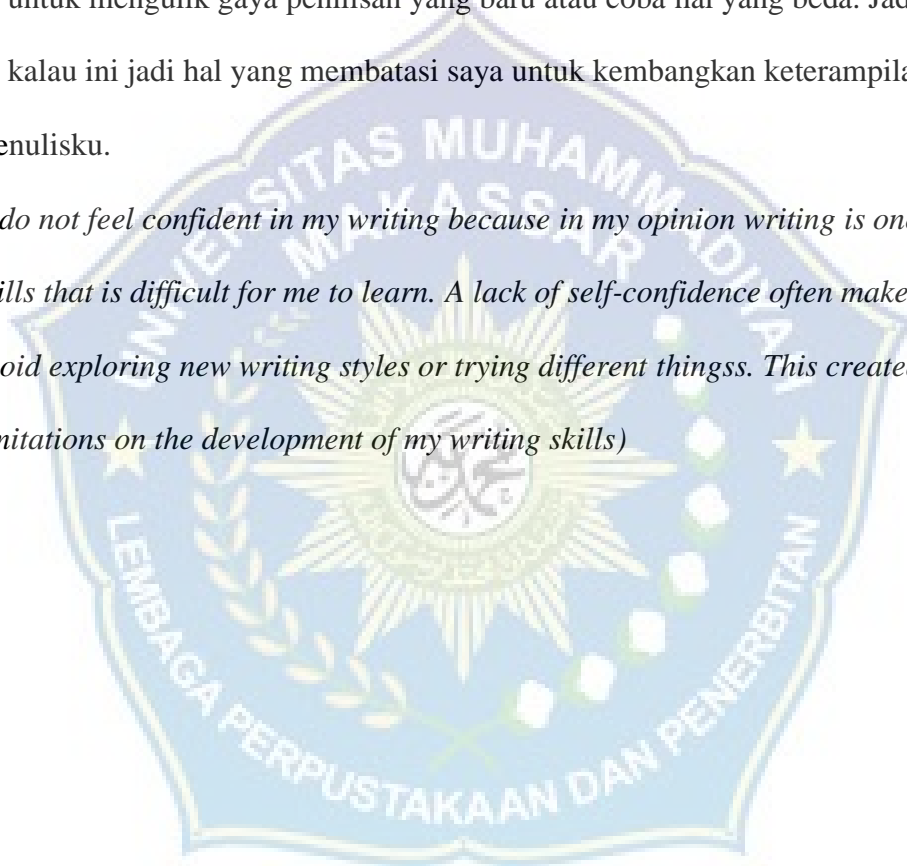 untuk mengulik gaya penulisan yang baru atau coba hal yang beda. Jad
kalau ini jadi hal yang membatasi saya untuk kembangkan keterampila
enulisku.
do not feel confident in my writing because in my opinion writing is on
ills that is difficult for me to learn. A lack of self-confidence often make
oid exploring new writing styles or trying different thingss. This create
nitations on the development of my writing skills)
UNIVERSITAS MUHAMMADIYAH
MAKASSAR
LEMBAGA PERPUSTAKAAN DAN PENERBITAN